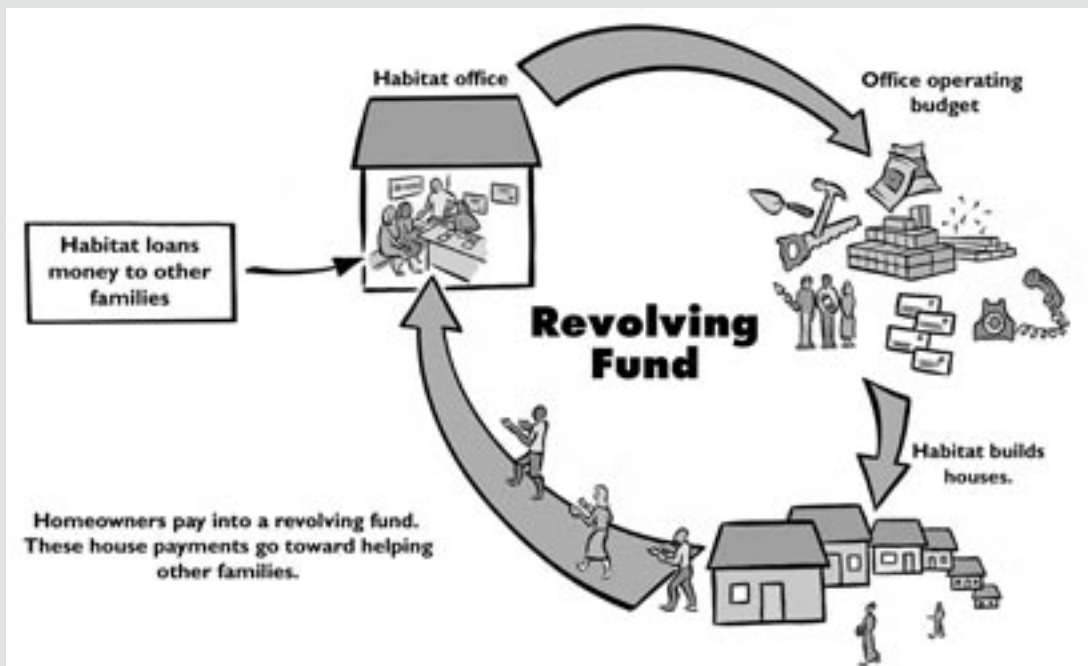 Habitat office
Office operating
budget
Habitat loans
money to other
families
Revolving
Fund
Habitat builds
houses.
Homeowners pay into a revolving fund.
These house payments go toward helping
other families.